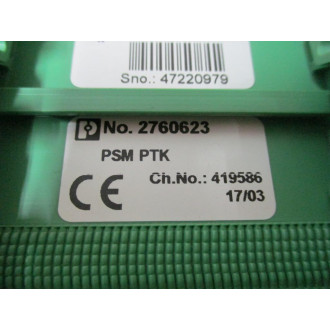 Sno.: 47220979
No. 2760623
PSM PTK
CE
Ch.No.: 419586
17/03